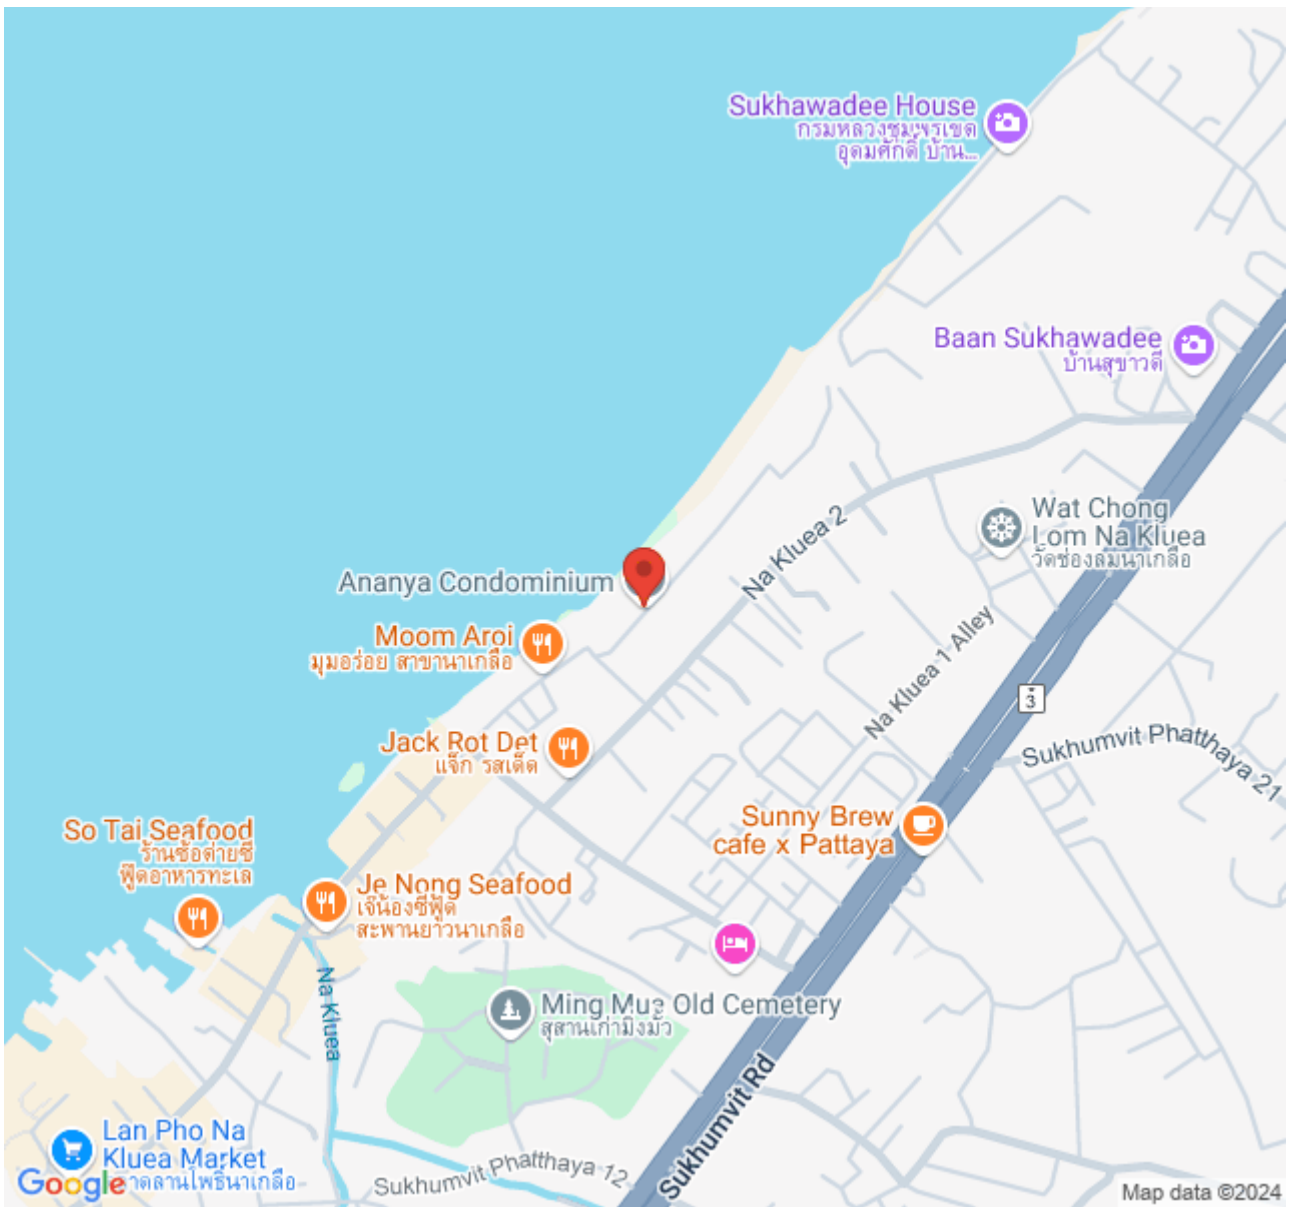 Sukhawadee House
กรมหลวงชุมพรเขต
อุดมศักดิ์ บ้าน...
Baan Sukhawadee
บ้านสุขาวดี
Wat Chong
Lom Na Kluea
วัดช่องลมนาเกลือ
Na Kluea 2
Ananya Condominium
Moom Aroi
มุมอร่อย สาขานาเกลือ
Na Kluea 1 Alley
3
Sukhumvit Phatthaya 21
Jack Rot Det
แจ็ก รสเด็ด
Sunny Brew
cafe x Pattaya
So Tai Seafood
ร้านซ้อต่ายซี
ฟู๊ดอาหารทะเล
Je Nong Seafood
เจ๊น้องซีฟู้ด
สะพานยาวนาเกลือ
Na Kluea
Ming Mua Old Cemetery
สุสานเก่ามิ่งมัว
Sukhumvit Rd
Lan Pho Na
Kluea Market
าดลานโพธิ์นาเกลือ
Sukhumvit Phatthaya 12
Google
Map data ©2024